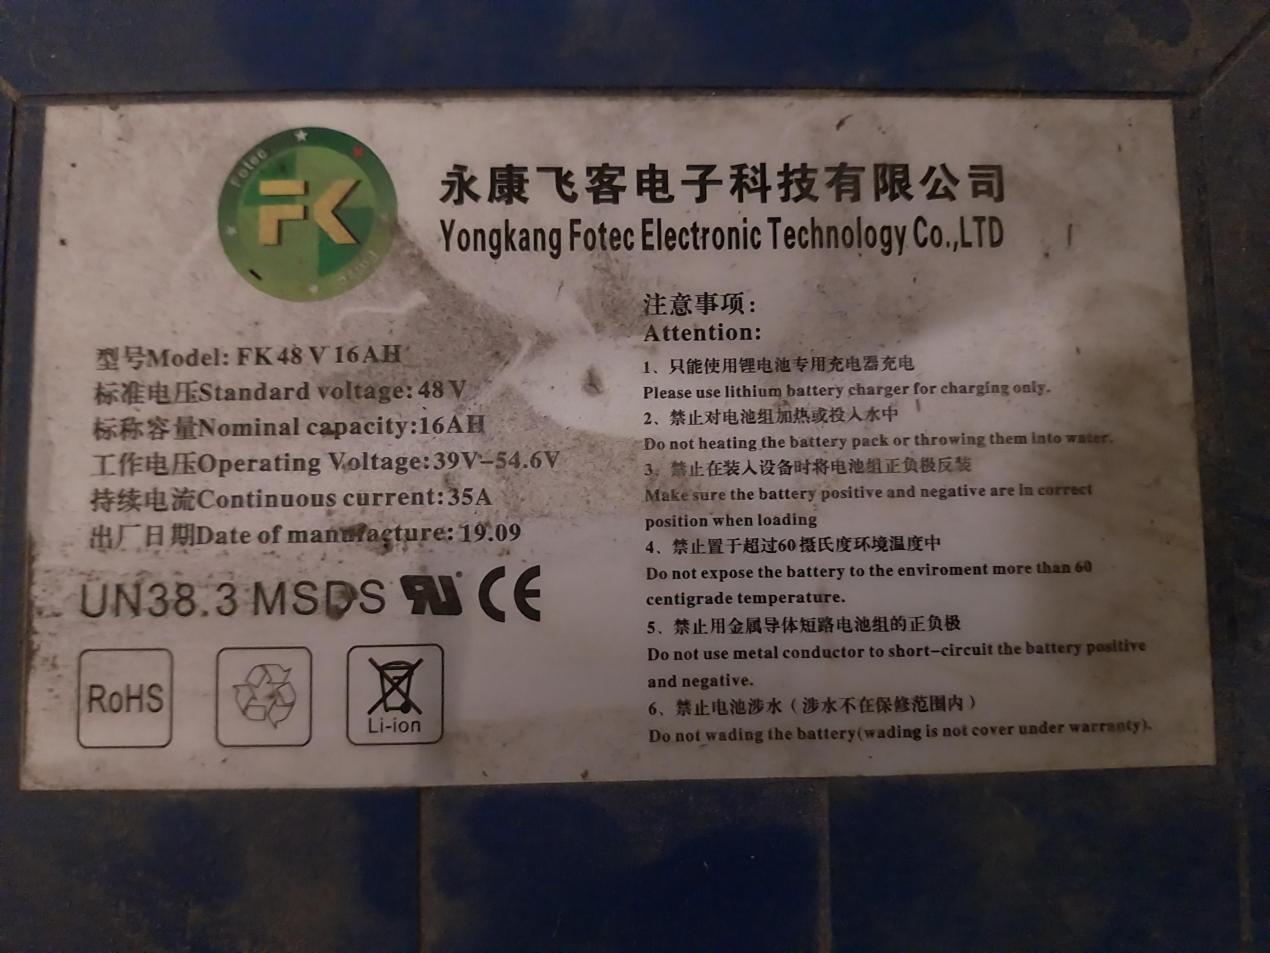 Fotec
FK
永康飞客电子科技有限公司
Yongkang Fotec Electronic Technology Co.,LTD
型号Model: FK48V16AH
标准电压Standard voltage:48V
标称容量Nominal capacity:16AH
工作电压Operating Voltage:39V-54.6V
持续电流Continuous current:35A
出厂日期Date of manufacture:19.09
UN38.3 MSDS CE
RoHS
Li-ion
注意事项:
Attention:
1、只能使用锂电池专用充电器充电
Please use lithium battery charger for charging only.
2、禁止对电池组加热或投入水中
Do not heating the battery pack or throwing them into water.
3、禁止在装入设备时将电池组正负极反装
Make sure the battery positive and negative are in correct
position when loading
4、禁止置于超过60摄氏度环境温度中
Do not expose the battery to the enviroment more than 60
centigrade temperature.
5、禁止用金属导体短路电池组的正负极
Do not use metal conductor to short-circuit the battery positive
and negative.
6、禁止电池涉水（涉水不在保修范围内）
Do not wading the battery(wading is not cover under warranty).